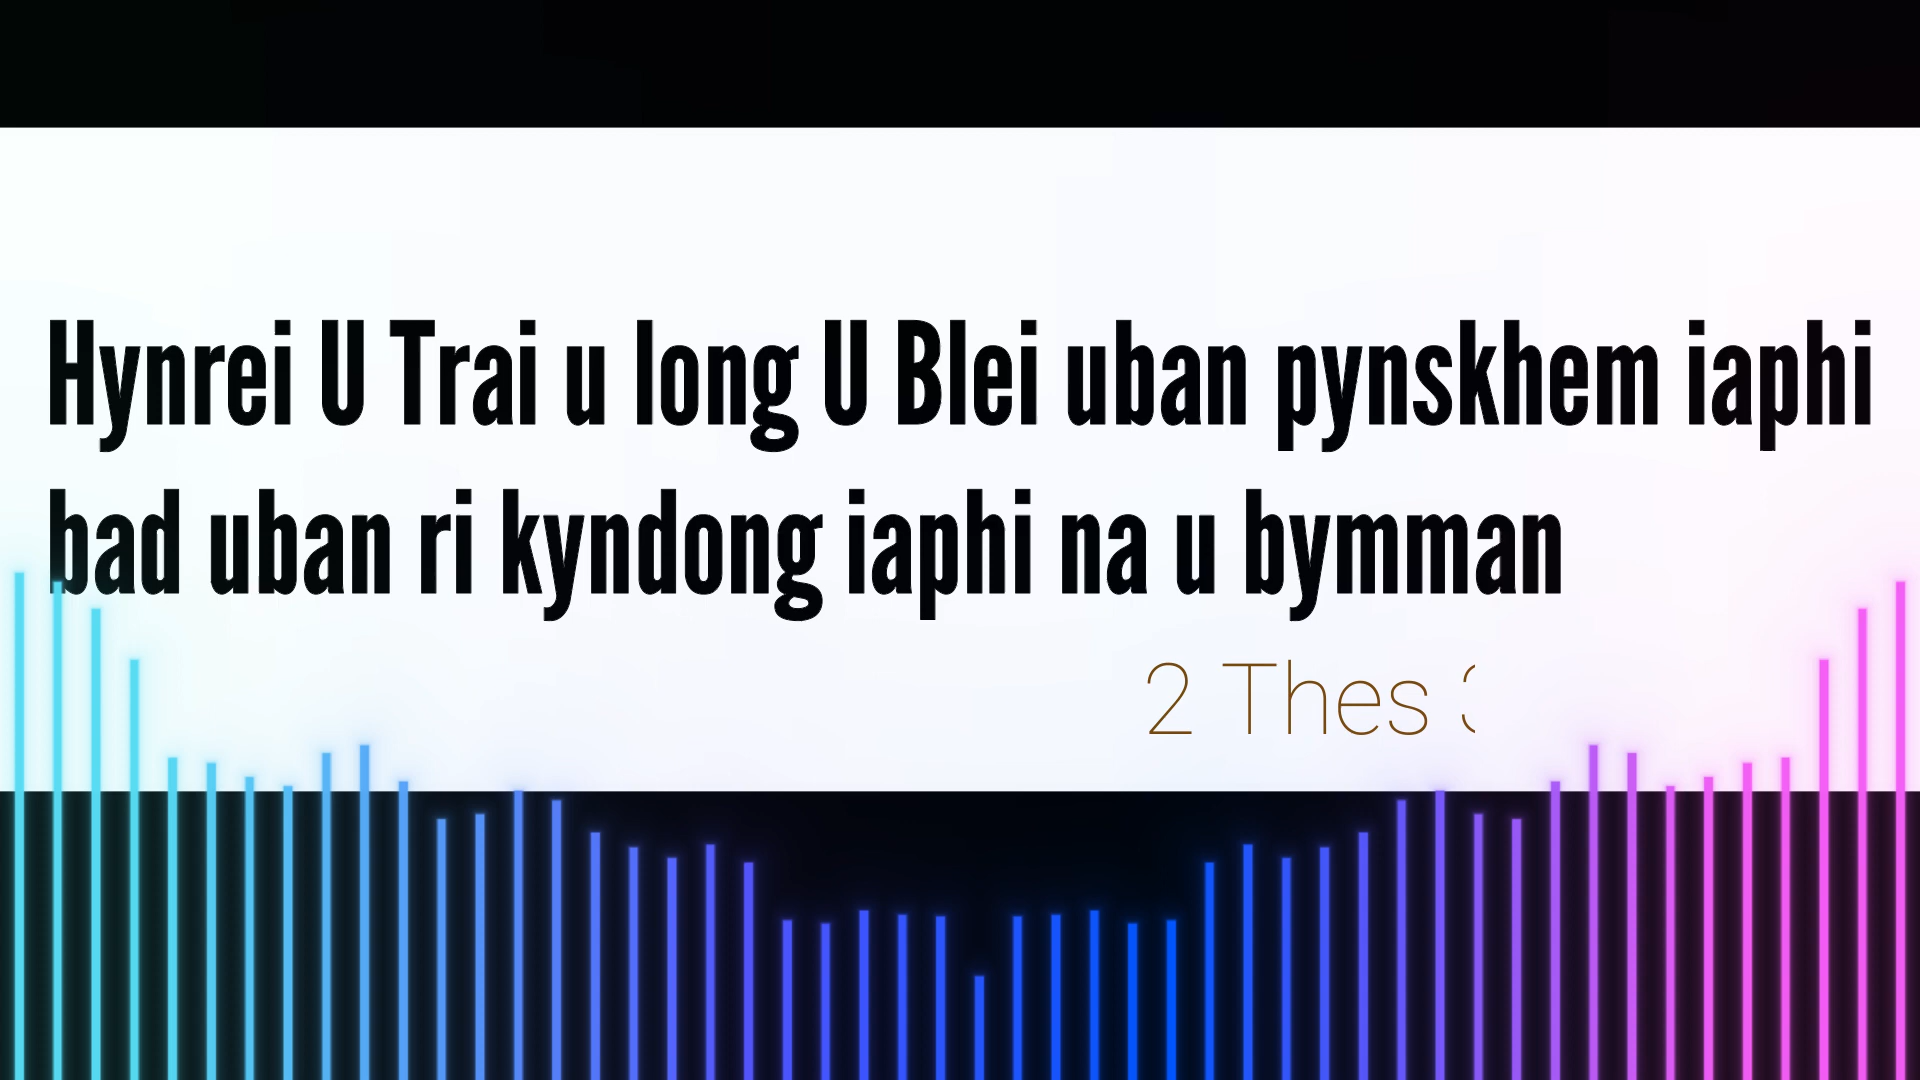 Hynrei U Trai u long U Blei uban pynskhem iaphi
bad uban ri kyndong iaphi na u bymman
2 Thes